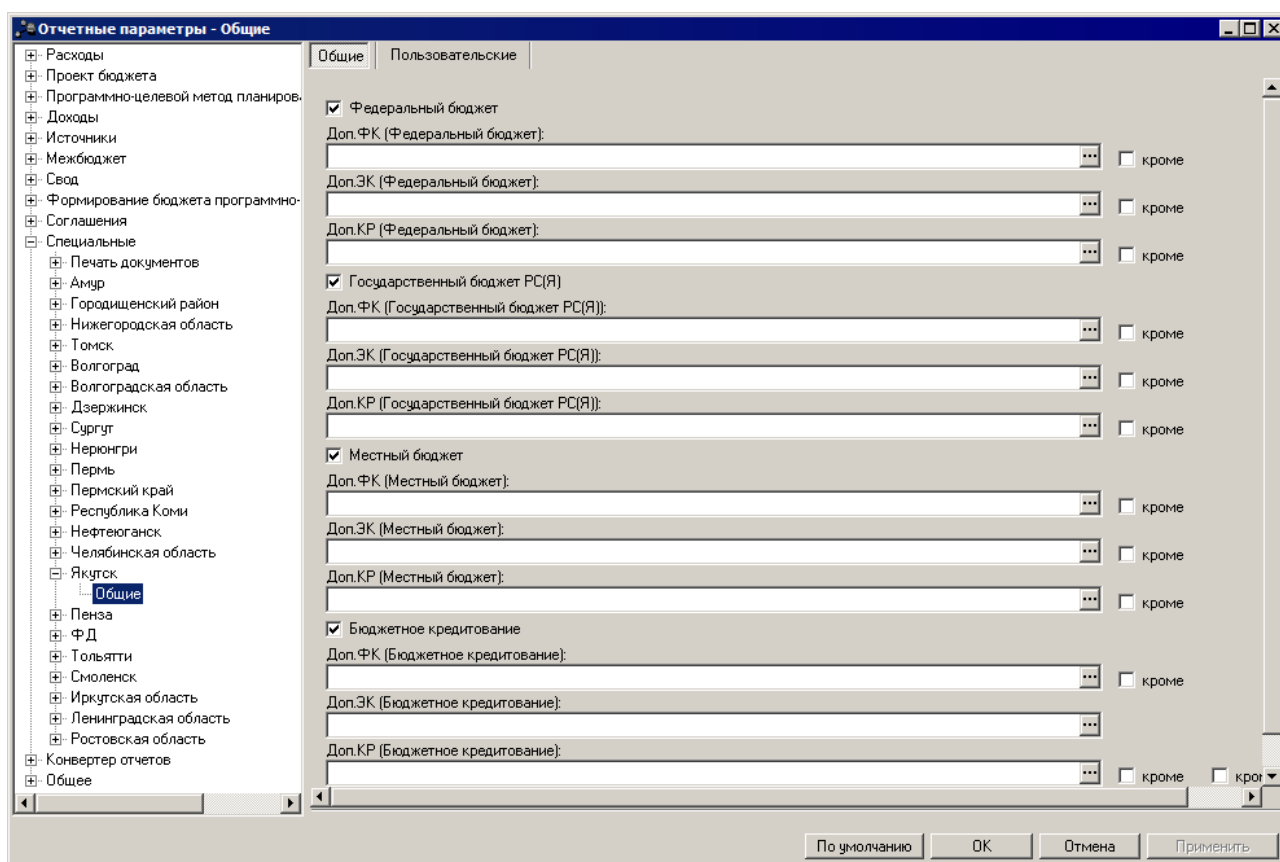 Отчетные параметры - Общие
Расходы
Проект бюджета
Программно-целевой метод планиров
Доходы
Источники
Межбюджет
Свод
Формирование бюджета программно-
Соглашения
Специальные
Печать документов
Амур
Городищенский район
Нижегородская область
Томск
Волгоград
Волгоградская область
Дзержинск
Сургут
Нерюнгри
Пермь
Пермский край
Республика Коми
Нефтеюганск
Челябинская область
Якутск
Общие
Пенза
ФД
Тольятти
Смоленск
Иркутская область
Ленинградская область
Ростовская область
Конвертер отчетов
Общее
Общие Пользовательские
Федеральный бюджет
Доп.ФК (Федеральный бюджет):
... кроме
Доп.ЭК (Федеральный бюджет):
... кроме
Доп.КР (Федеральный бюджет):
... кроме
Государственный бюджет РС(Я)
Доп.ФК (Государственный бюджет РС(Я)):
... кроме
Доп.ЭК (Государственный бюджет РС(Я)):
... кроме
Доп.КР (Государственный бюджет РС(Я)):
... кроме
Местный бюджет
Доп.ФК (Местный бюджет):
... кроме
Доп.ЭК (Местный бюджет):
... кроме
Доп.КР (Местный бюджет):
... кроме
Бюджетное кредитование
Доп.ФК (Бюджетное кредитование):
... кроме
Доп.ЭК (Бюджетное кредитование):
...
Доп.КР (Бюджетное кредитование):
... кроме кро
По умолчанию OK Отмена Применить